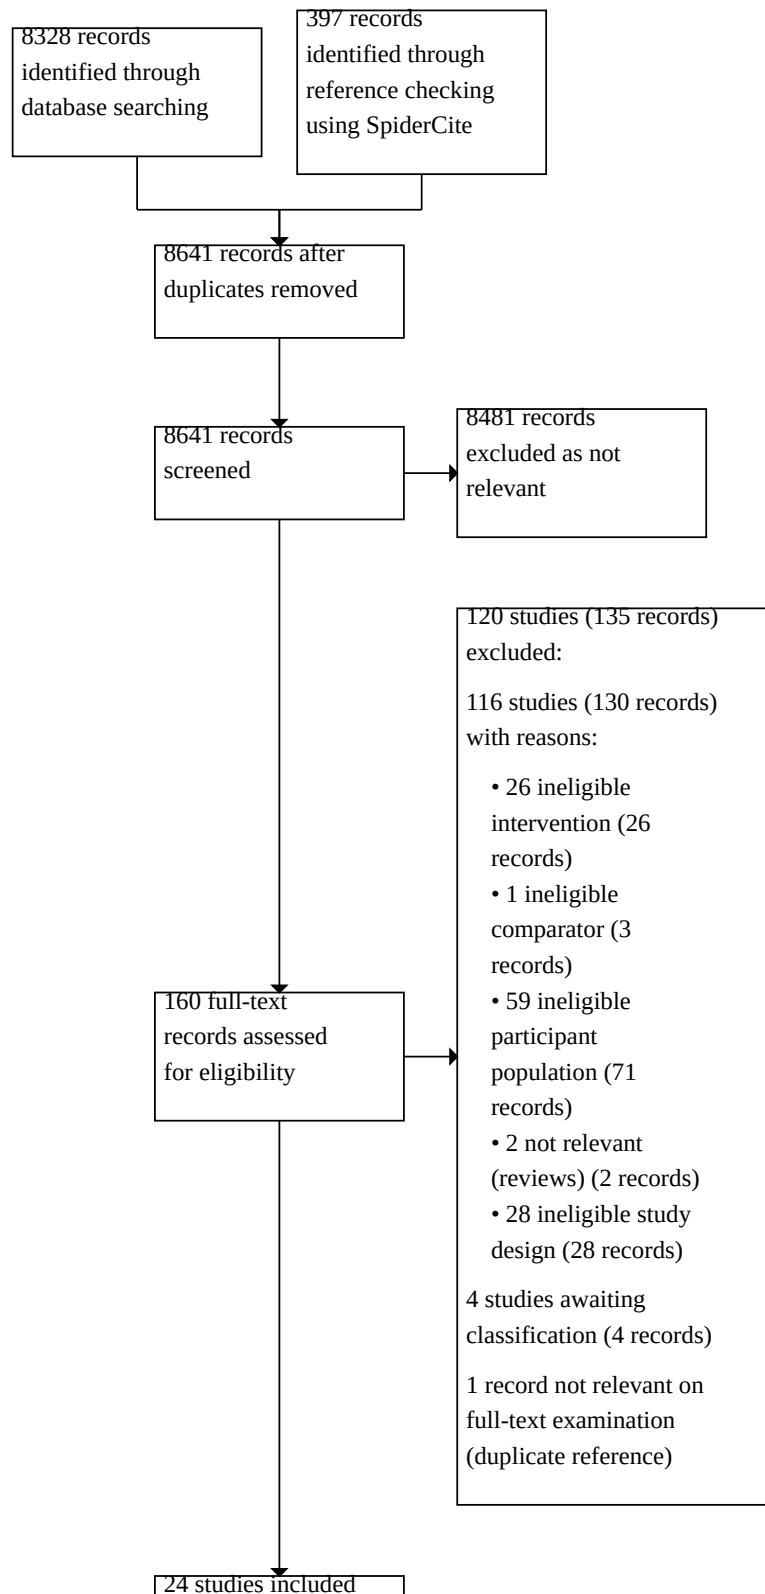 8328 records
identified through
database searching
397 records
identified through
reference checking
using SpiderCite
8641 records after
duplicates removed
8641 records
screened
8481 records
excluded as not
relevant
160 full-text
records assessed
for eligibility
120 studies (135 records)
excluded:
116 studies (130 records)
with reasons:
• 26 ineligible
intervention (26
records)
• 1 ineligible
comparator (3
records)
• 59 ineligible
participant
population (71
records)
• 2 not relevant
(reviews) (2 records)
• 28 ineligible study
design (28 records)
4 studies awaiting
classification (4 records)
1 record not relevant on
full-text examination
(duplicate reference)
24 studies included